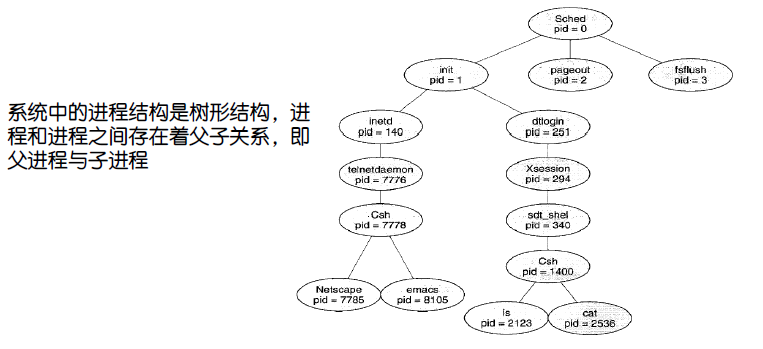 系统中的进程结构是树形结构，进
程和进程之间存在着父子关系，即
父进程与子进程
Sched
pid = 0
init
pid = 1
pageout
pid = 2
fsflush
pid = 3
inetd
pid = 140
dtlogin
pid = 251
telnetdaemon
pid = 7776
Xsession
pid = 294
Csh
pid = 7778
sdt_shel
pid = 340
Csh
pid = 1400
Netscape
pid = 7785
emacs
pid = 8105
ls
pid = 2123
cat
pid = 2536